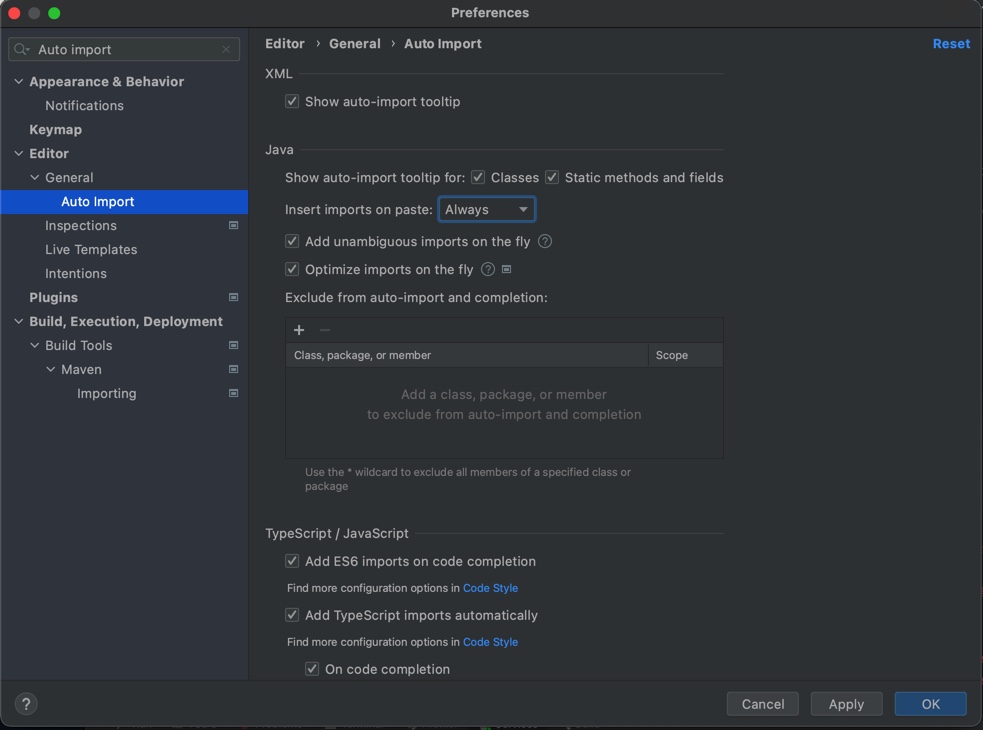 Preferences
Auto import
Appearance & Behavior
Notifications
Keymap
Editor
General
Auto Import
Inspections
Live Templates
Intentions
Plugins
Build, Execution, Deployment
Build Tools
Maven
Importing
Editor › General › Auto Import
Reset
XML
Show auto-import tooltip
Java
Show auto-import tooltip for: Classes Static methods and fields
Insert imports on paste: Always
Add unambiguous imports on the fly ?
Optimize imports on the fly ?
Exclude from auto-import and completion:
Class, package, or member Scope
Add a class, package, or member
to exclude from auto-import and completion
Use the * wildcard to exclude all members of a specified class or
package
TypeScript / JavaScript
Add ES6 imports on code completion
Find more configuration options in Code Style
Add TypeScript imports automatically
Find more configuration options in Code Style
On code completion
? Cancel Apply OK